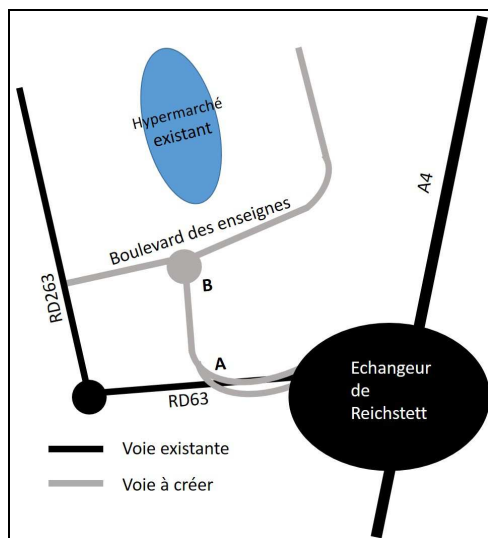 Hypermarché
existant
A4
Boulevard des enseignes
RD263
B
A
RD63
Echangeur
de
Reichstett
Voie existante
Voie à créer